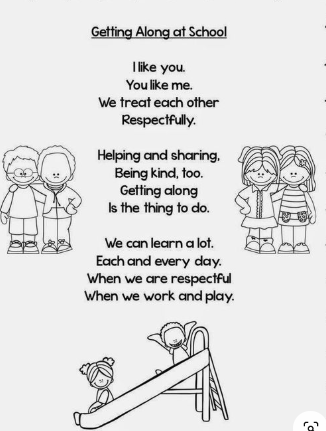 Getting Along at School
I like you.
You like me.
We treat each other
Respectfully.
Helping and sharing,
Being kind, too.
Getting along
Is the thing to do.
We can learn a lot.
Each and every day.
When we are respectful
When we work and play.